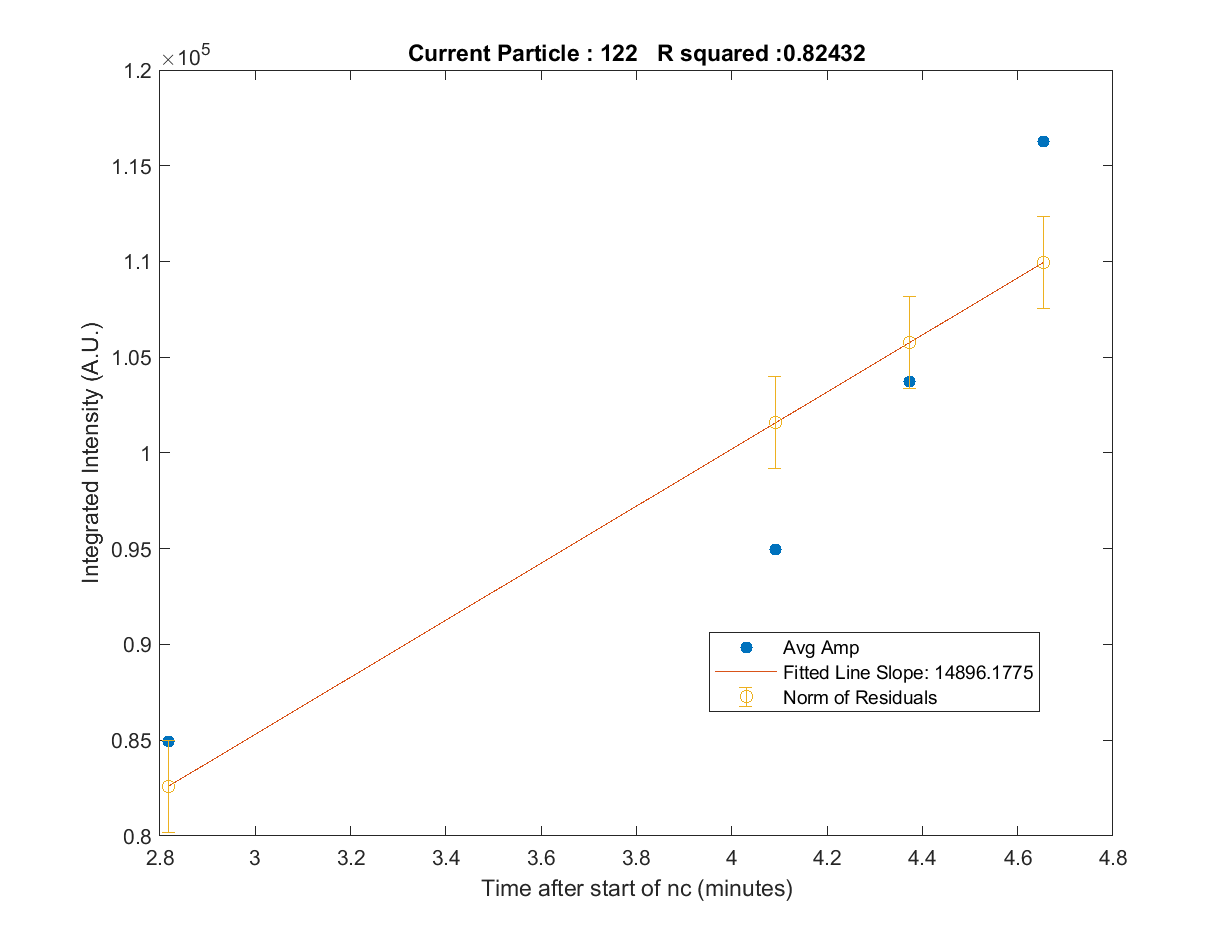 Current Particle : 122 R squared :0.82432
×10^5
1.2
1.15
1.1
1.05
1
0.95
0.9
0.85
0.8
Integrated Intensity (A.U.)
Avg Amp
Fitted Line Slope: 14896.1775
Norm of Residuals
2.8 3 3.2 3.4 3.6 3.8 4 4.2 4.4 4.6 4.8
Time after start of nc (minutes)